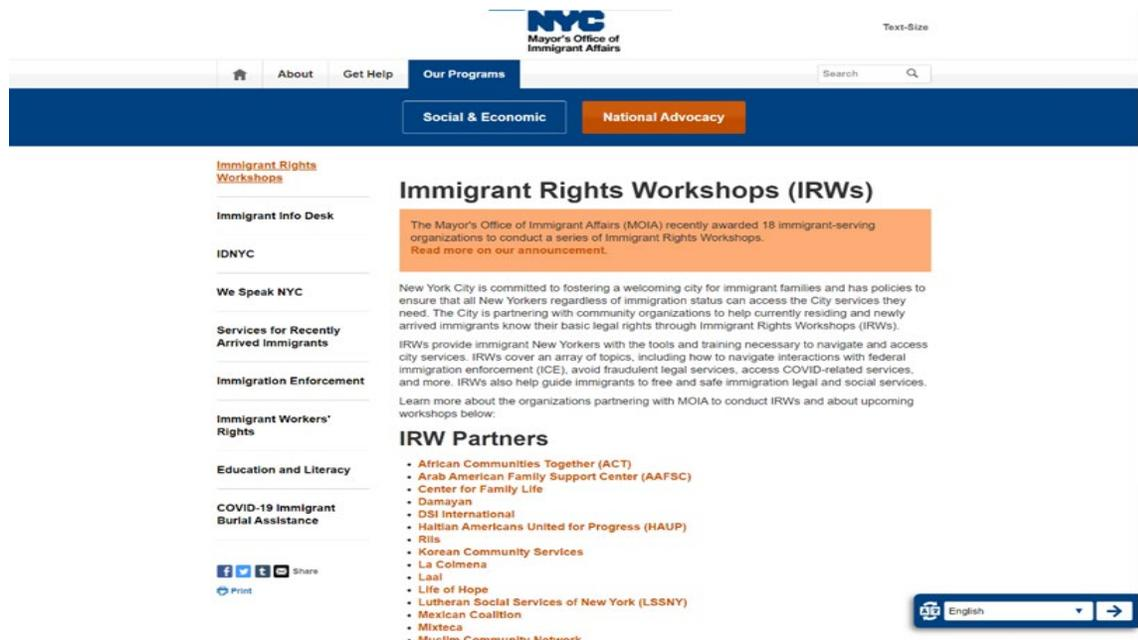 NYC
Mayor's Office of
Immigrant Affairs
Text-Size
About
Get Help
Our Programs
Search
Social & Economic
National Advocacy
Immigrant Rights
Workshops
Immigrant Info Desk
IDNYC
We Speak NYC
Services for Recently
Arrived Immigrants
Immigration Enforcement
Immigrant Workers'
Rights
Education and Literacy
COVID-19 Immigrant
Burial Assistance
Share
Print
Immigrant Rights Workshops (IRWs)
The Mayor's Office of Immigrant Affairs (MOIA) recently awarded 18 immigrant-serving
organizations to conduct a series of Immigrant Rights Workshops.
Read more on our announcement.
New York City is committed to fostering a welcoming city for immigrant families and has policies to
ensure that all New Yorkers regardless of immigration status can access the City services they
need. The City is partnering with community organizations to help currently residing and newly
arrived immigrants know their basic legal rights through Immigrant Rights Workshops (IRWs).
IRWs provide immigrant New Yorkers with the tools and training necessary to navigate and access
city services. IRWs cover an array of topics, including how to navigate interactions with federal
immigration enforcement (ICE), avoid fraudulent legal services, access COVID-related services,
and more. IRWs also help guide immigrants to free and safe immigration legal and social services.
Learn more about the organizations partnering with MOIA to conduct IRWs and about upcoming
workshops below:
IRW Partners
• African Communities Together (ACT)
• Arab American Family Support Center (AAFSC)
• Center for Family Life
• Damayan
• DSI International
• Haitian Americans United for Progress (HAUP)
• Riis
• Korean Community Services
• La Colmena
• Laal
• Life of Hope
• Lutheran Social Services of New York (LSSNY)
• Mexican Coalition
• Mixteca
• Muslim Community Network
English